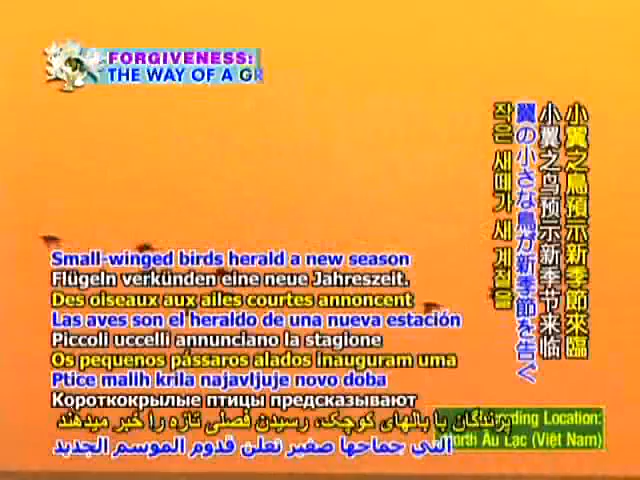 FORGIVENESS:
THE WAY OF A GR
小翼之鳥預示新季節來臨
小翼之鸟预示新季节来临
翼の小さな鳥が新季節を告ぐ
작은 새떼가 새 계절을
Small-winged birds herald a new season
Flügeln verkünden eine neue Jahreszeit.
Des oiseaux aux ailes courtes annoncent
Las aves son el heraldo de una nueva estación
Piccoli uccelli annunciano la stagione
Os pequenos pássaros alados inauguram uma
Ptice malih krila najavljuje novo doba
Короткокрылые птицы предсказывают
پرندگان با بالهای کوچک، رسیدن فصلی تازه را خبر میدهند
التي جماحها صغير تعلن قدوم الموسم الجديد
ding Location:
orth Âu Lạc (Việt Nam)